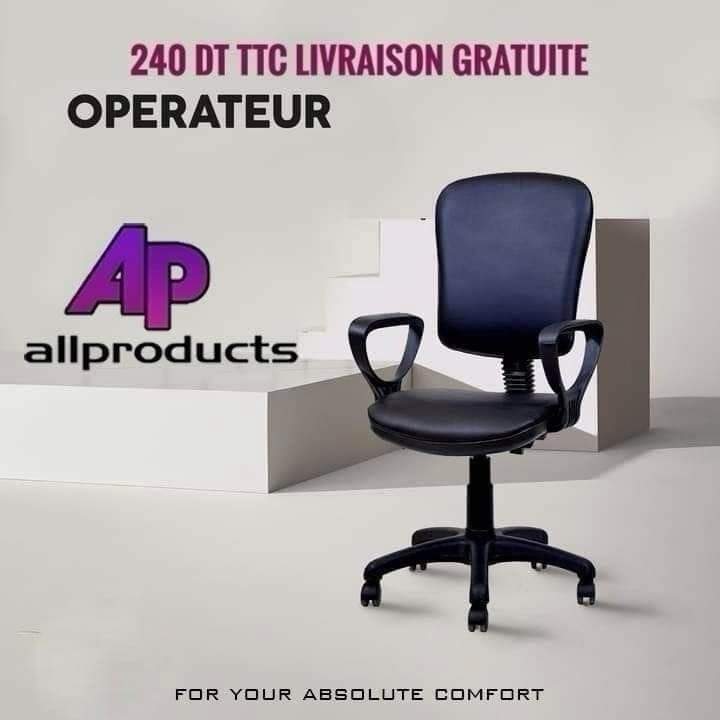 240 DT TTC LIVRAISON GRATUITE
OPERATEUR
AP
allproducts
FOR YOUR ABSOLUTE COMFORT